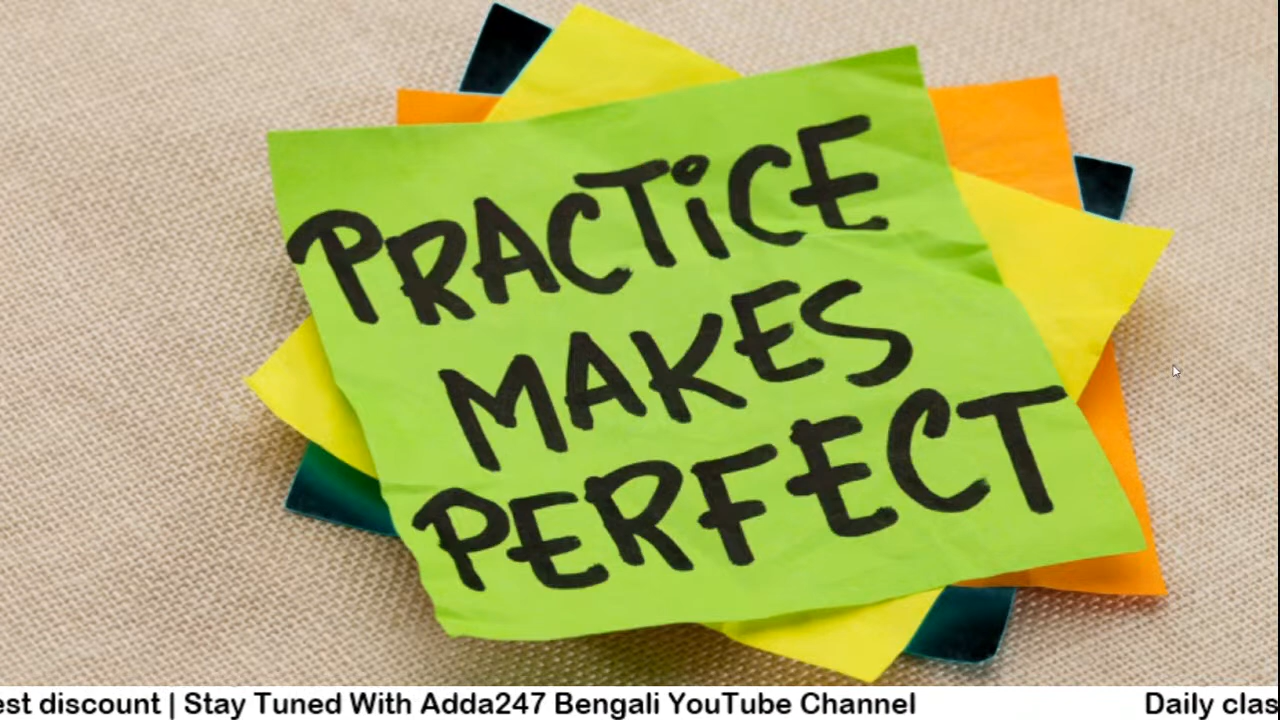 PRACTiCE
MAKES
PERFECT
est discount | Stay Tuned With Adda247 Bengali YouTube Channel
Daily clas